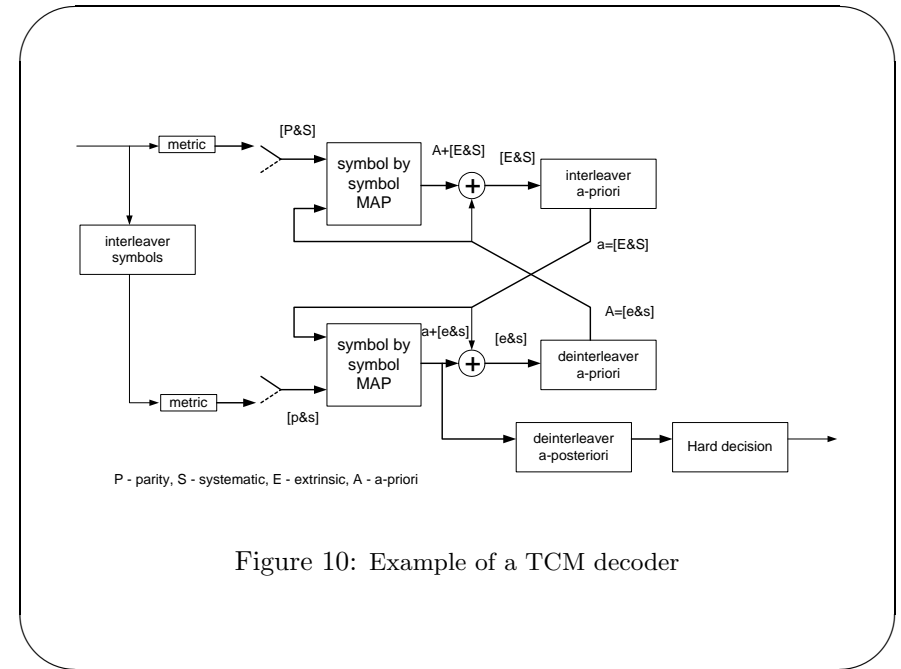 [P&S]
metric
symbol by
symbol
MAP
A+[E&S]
[E&S]
interleaver
a-priori
interleaver
symbols
a=[E&S]
A=[e&s]
symbol by
symbol
MAP
a+[e&s]
[e&s]
deinterleaver
a-priori
metric
[p&s]
deinterleaver
a-posteriori
Hard decision
P - parity, S - systematic, E - extrinsic, A - a-priori
Figure 10: Example of a TCM decoder